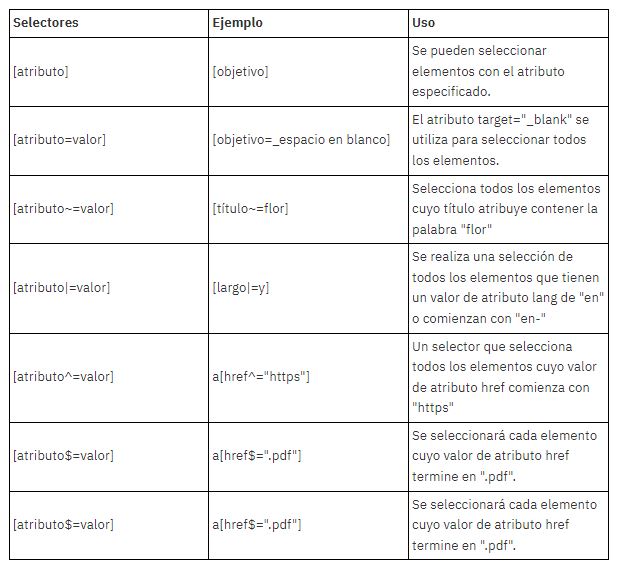 Selectores Ejemplo Uso
[atributo] [objetivo] Se pueden seleccionar
elementos con el atributo
especificado.
[atributo=valor] [objetivo=_espacio en blanco] El atributo target="_blank" se
utiliza para seleccionar todos
los elementos.
[atributo~=valor] [título~=flor] Selecciona todos los elementos
cuyo título atribuye contener la
palabra "flor"
[atributo|=valor] [largo|=y] Se realiza una selección de
todos los elementos que tienen
un valor de atributo lang de "en"
o comienzan con "en-"
[atributo^=valor] a[href^="https"] Un selector que selecciona
todos los elementos cuyo valor
de atributo href comienza con
"https"
[atributo$=valor] a[href$=".pdf"] Se seleccionará cada elemento
cuyo valor de atributo href
termine en ".pdf".
[atributo$=valor] a[href$=".pdf"] Se seleccionará cada elemento
cuyo valor de atributo href
termine en ".pdf".